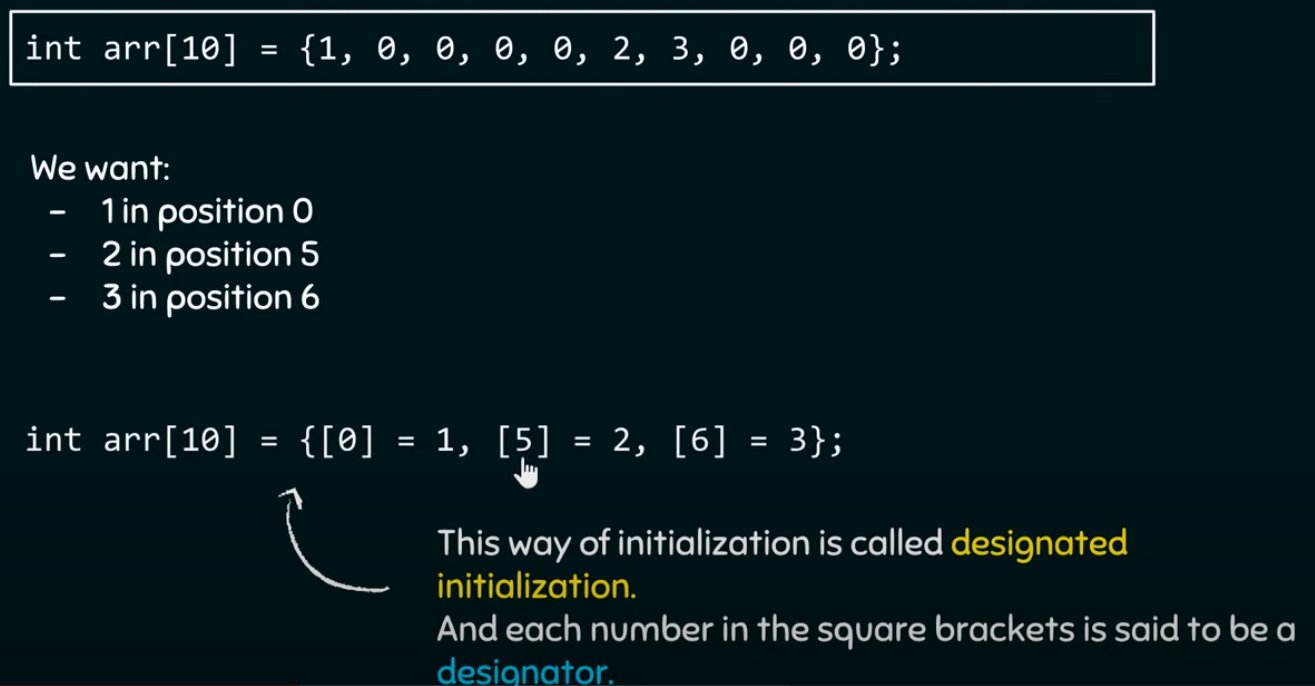 int arr[10] = {1, 0, 0, 0, 0, 2, 3, 0, 0, 0};
We want:
- 1 in position 0
- 2 in position 5
- 3 in position 6
int arr[10] = {[0] = 1, [5] = 2, [6] = 3};
This way of initialization is called designated
initialization.
And each number in the square brackets is said to be a
designator.